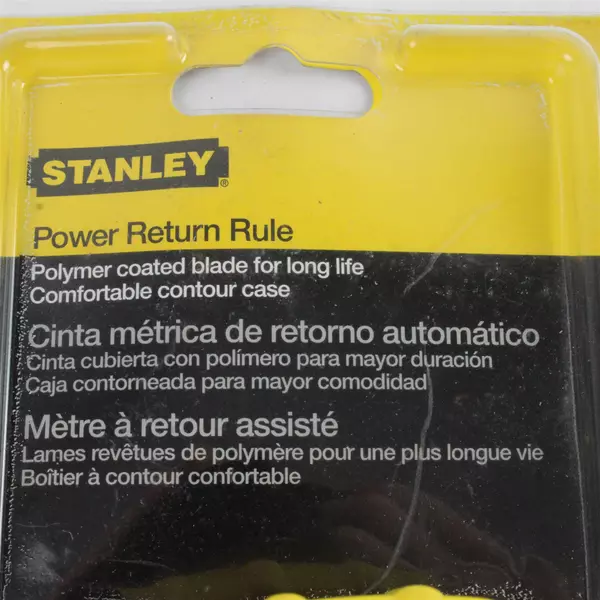 STANLEY®
Power Return Rule
Polymer coated blade for long life
Comfortable contour case
Cinta métrica de retorno automático
Cinta cubierta con polímero para mayor duración
Caja contorneada para mayor comodidad
Mètre à retour assisté
Lames revêtues de polymère pour une plus longue vie
Boîtier à contour confortable